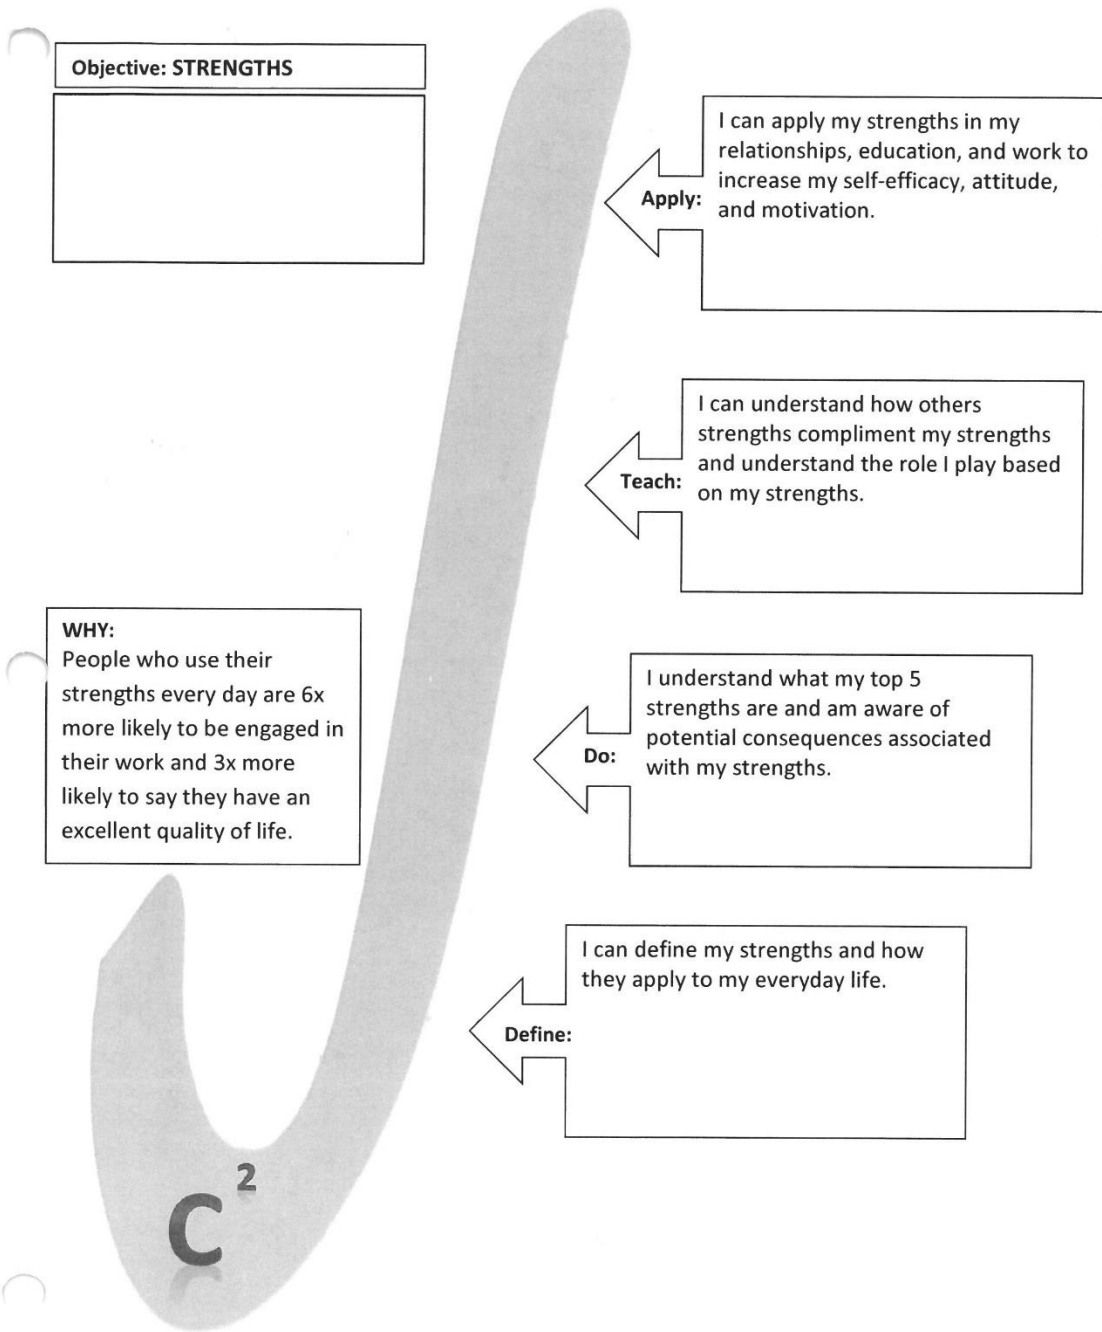 Objective: STRENGTHS
Apply:
I can apply my strengths in my
relationships, education, and work to
increase my self-efficacy, attitude,
and motivation.
Teach:
I can understand how others
strengths compliment my strengths
and understand the role I play based
on my strengths.
WHY:
People who use their
strengths every day are 6x
more likely to be engaged in
their work and 3x more
likely to say they have an
excellent quality of life.
Do:
I understand what my top 5
strengths are and am aware of
potential consequences associated
with my strengths.
Define:
I can define my strengths and how
they apply to my everyday life.
C²